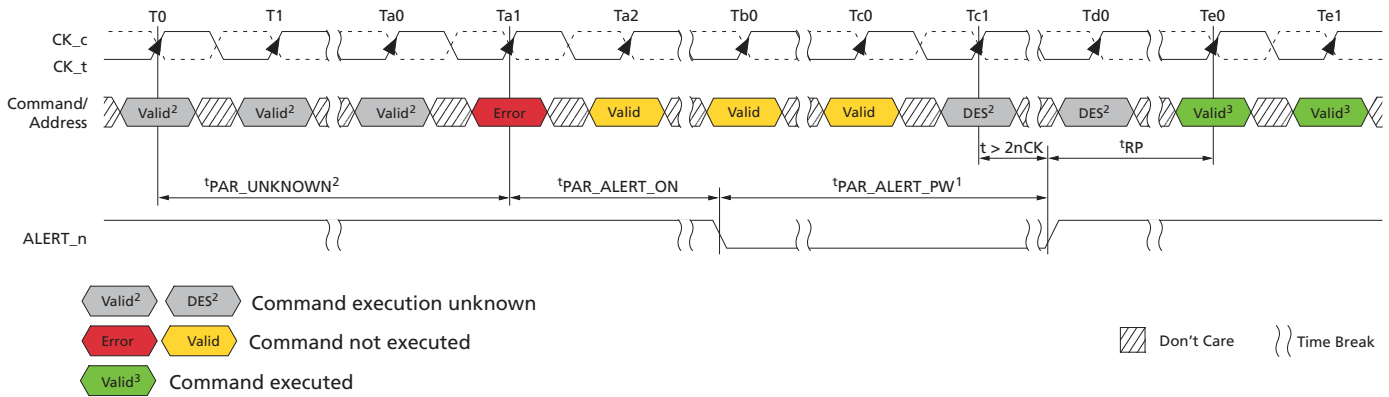 T0 T1 Ta0 Ta1 Ta2 Tb0 Tc0 Tc1 Td0 Te0 Te1
CK_c
CK_t
Command/
Address
Valid² Valid² Valid² Error Valid Valid Valid DES² DES² Valid³ Valid³
t > 2nCK tRP
tPAR_UNKNOWN² tPAR_ALERT_ON tPAR_ALERT_PW¹
ALERT_n
Valid² DES² Command execution unknown
Error Valid Command not executed
Don't Care Time Break
Valid³ Command executed